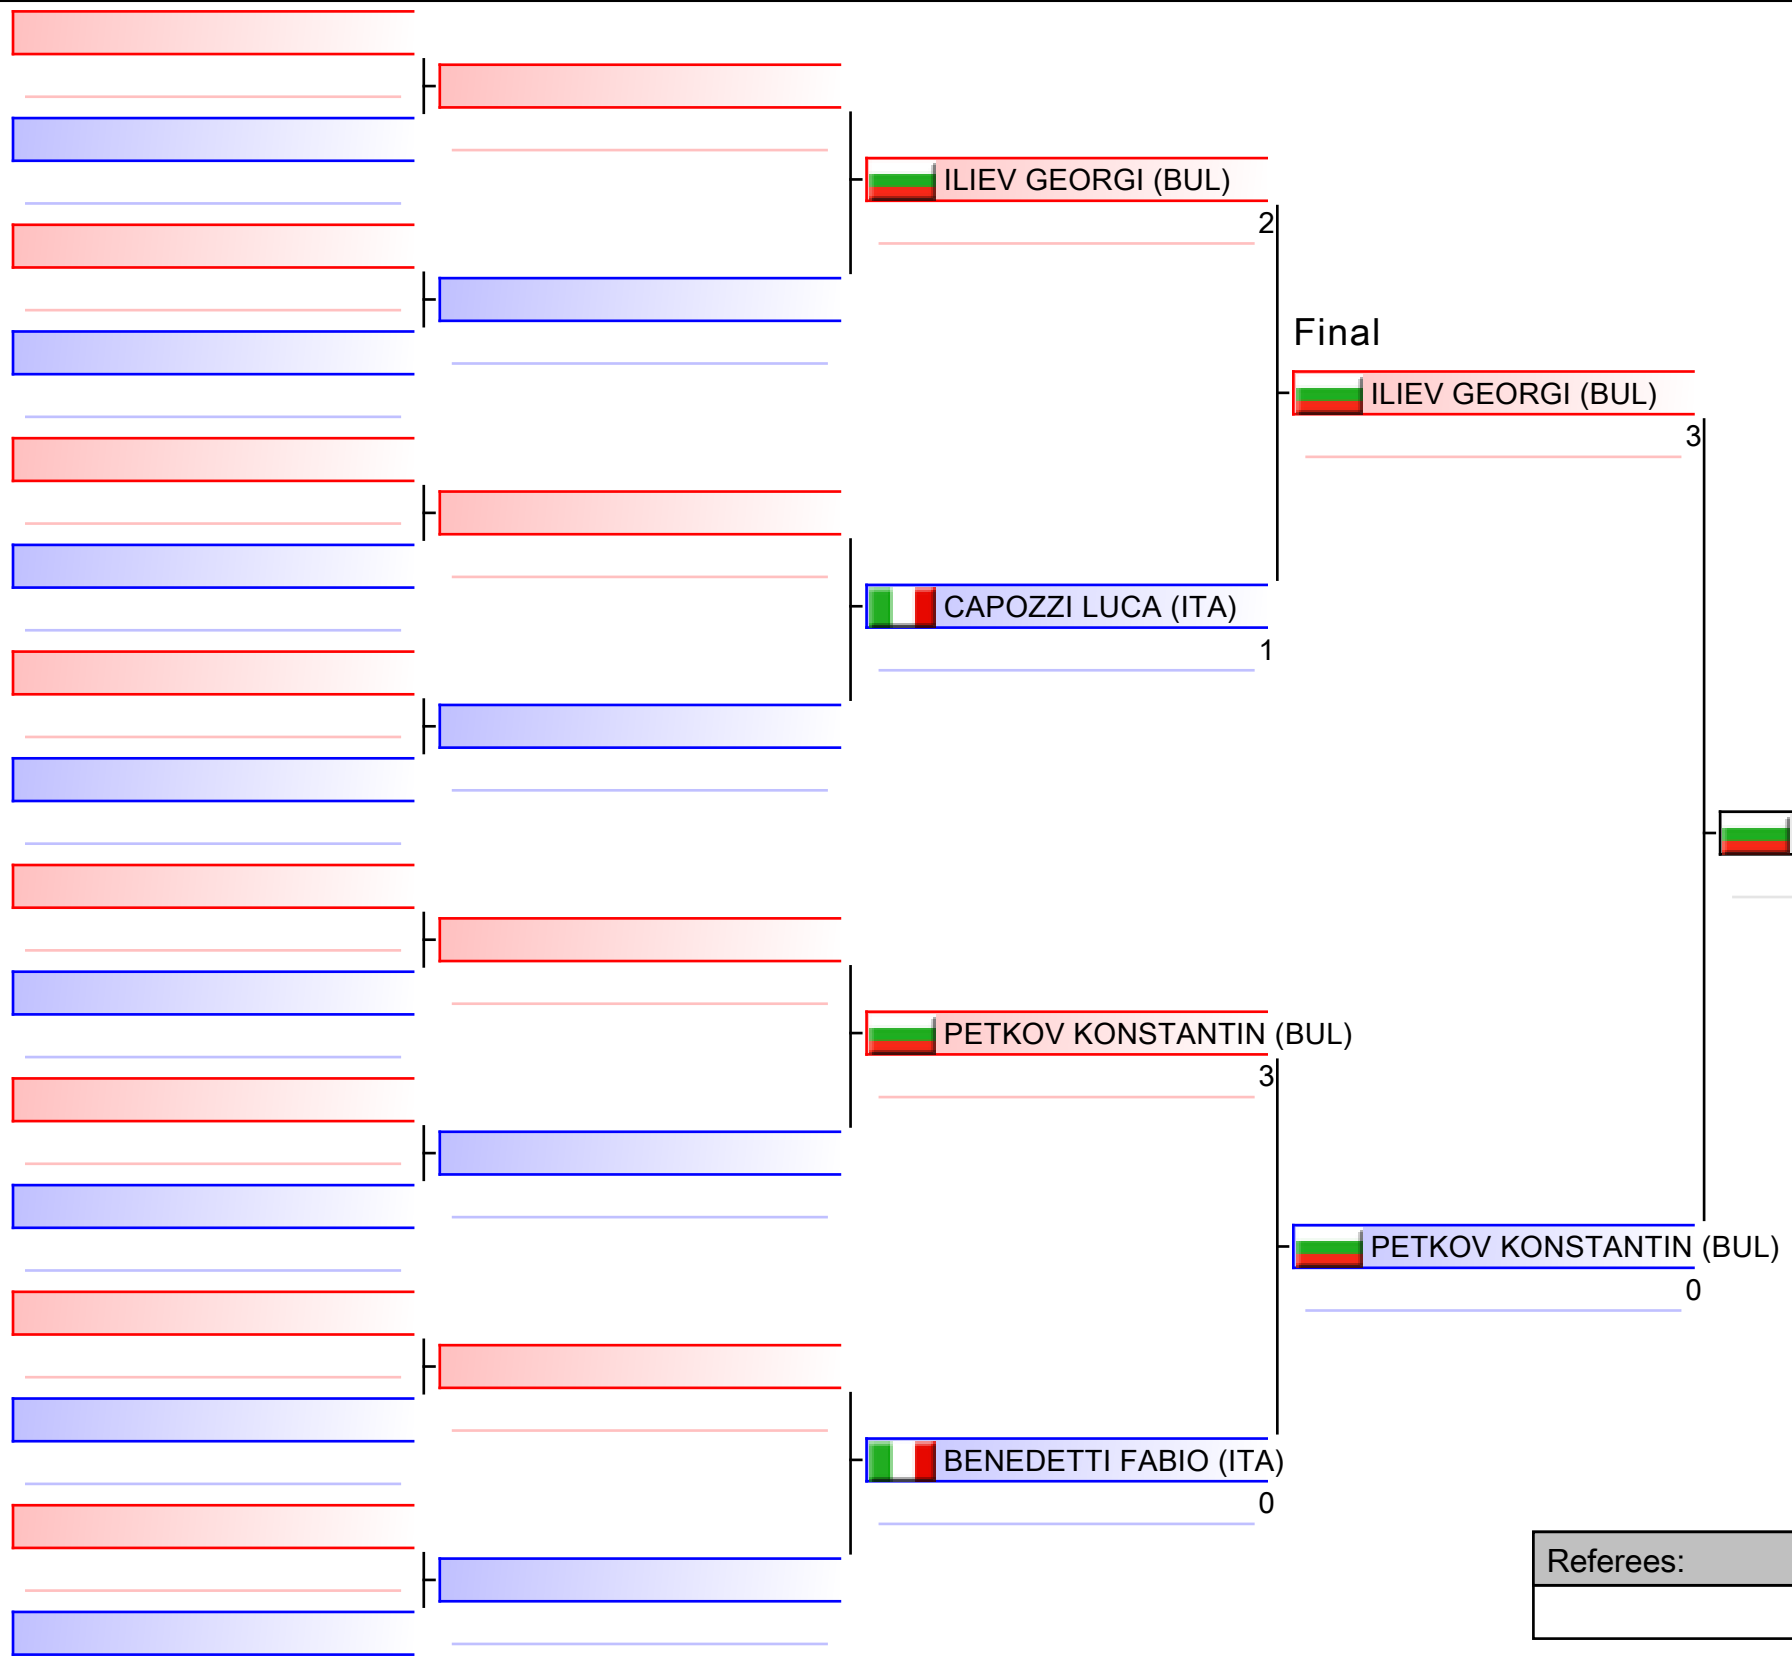 ILIEV GEORGI (BUL)
2
Final
ILIEV GEORGI (BUL)
3
CAPOZZI LUCA (ITA)
1
PETKOV KONSTANTIN (BUL)
3
PETKOV KONSTANTIN (BUL)
0
BENEDETTI FABIO (ITA)
0
Referees: